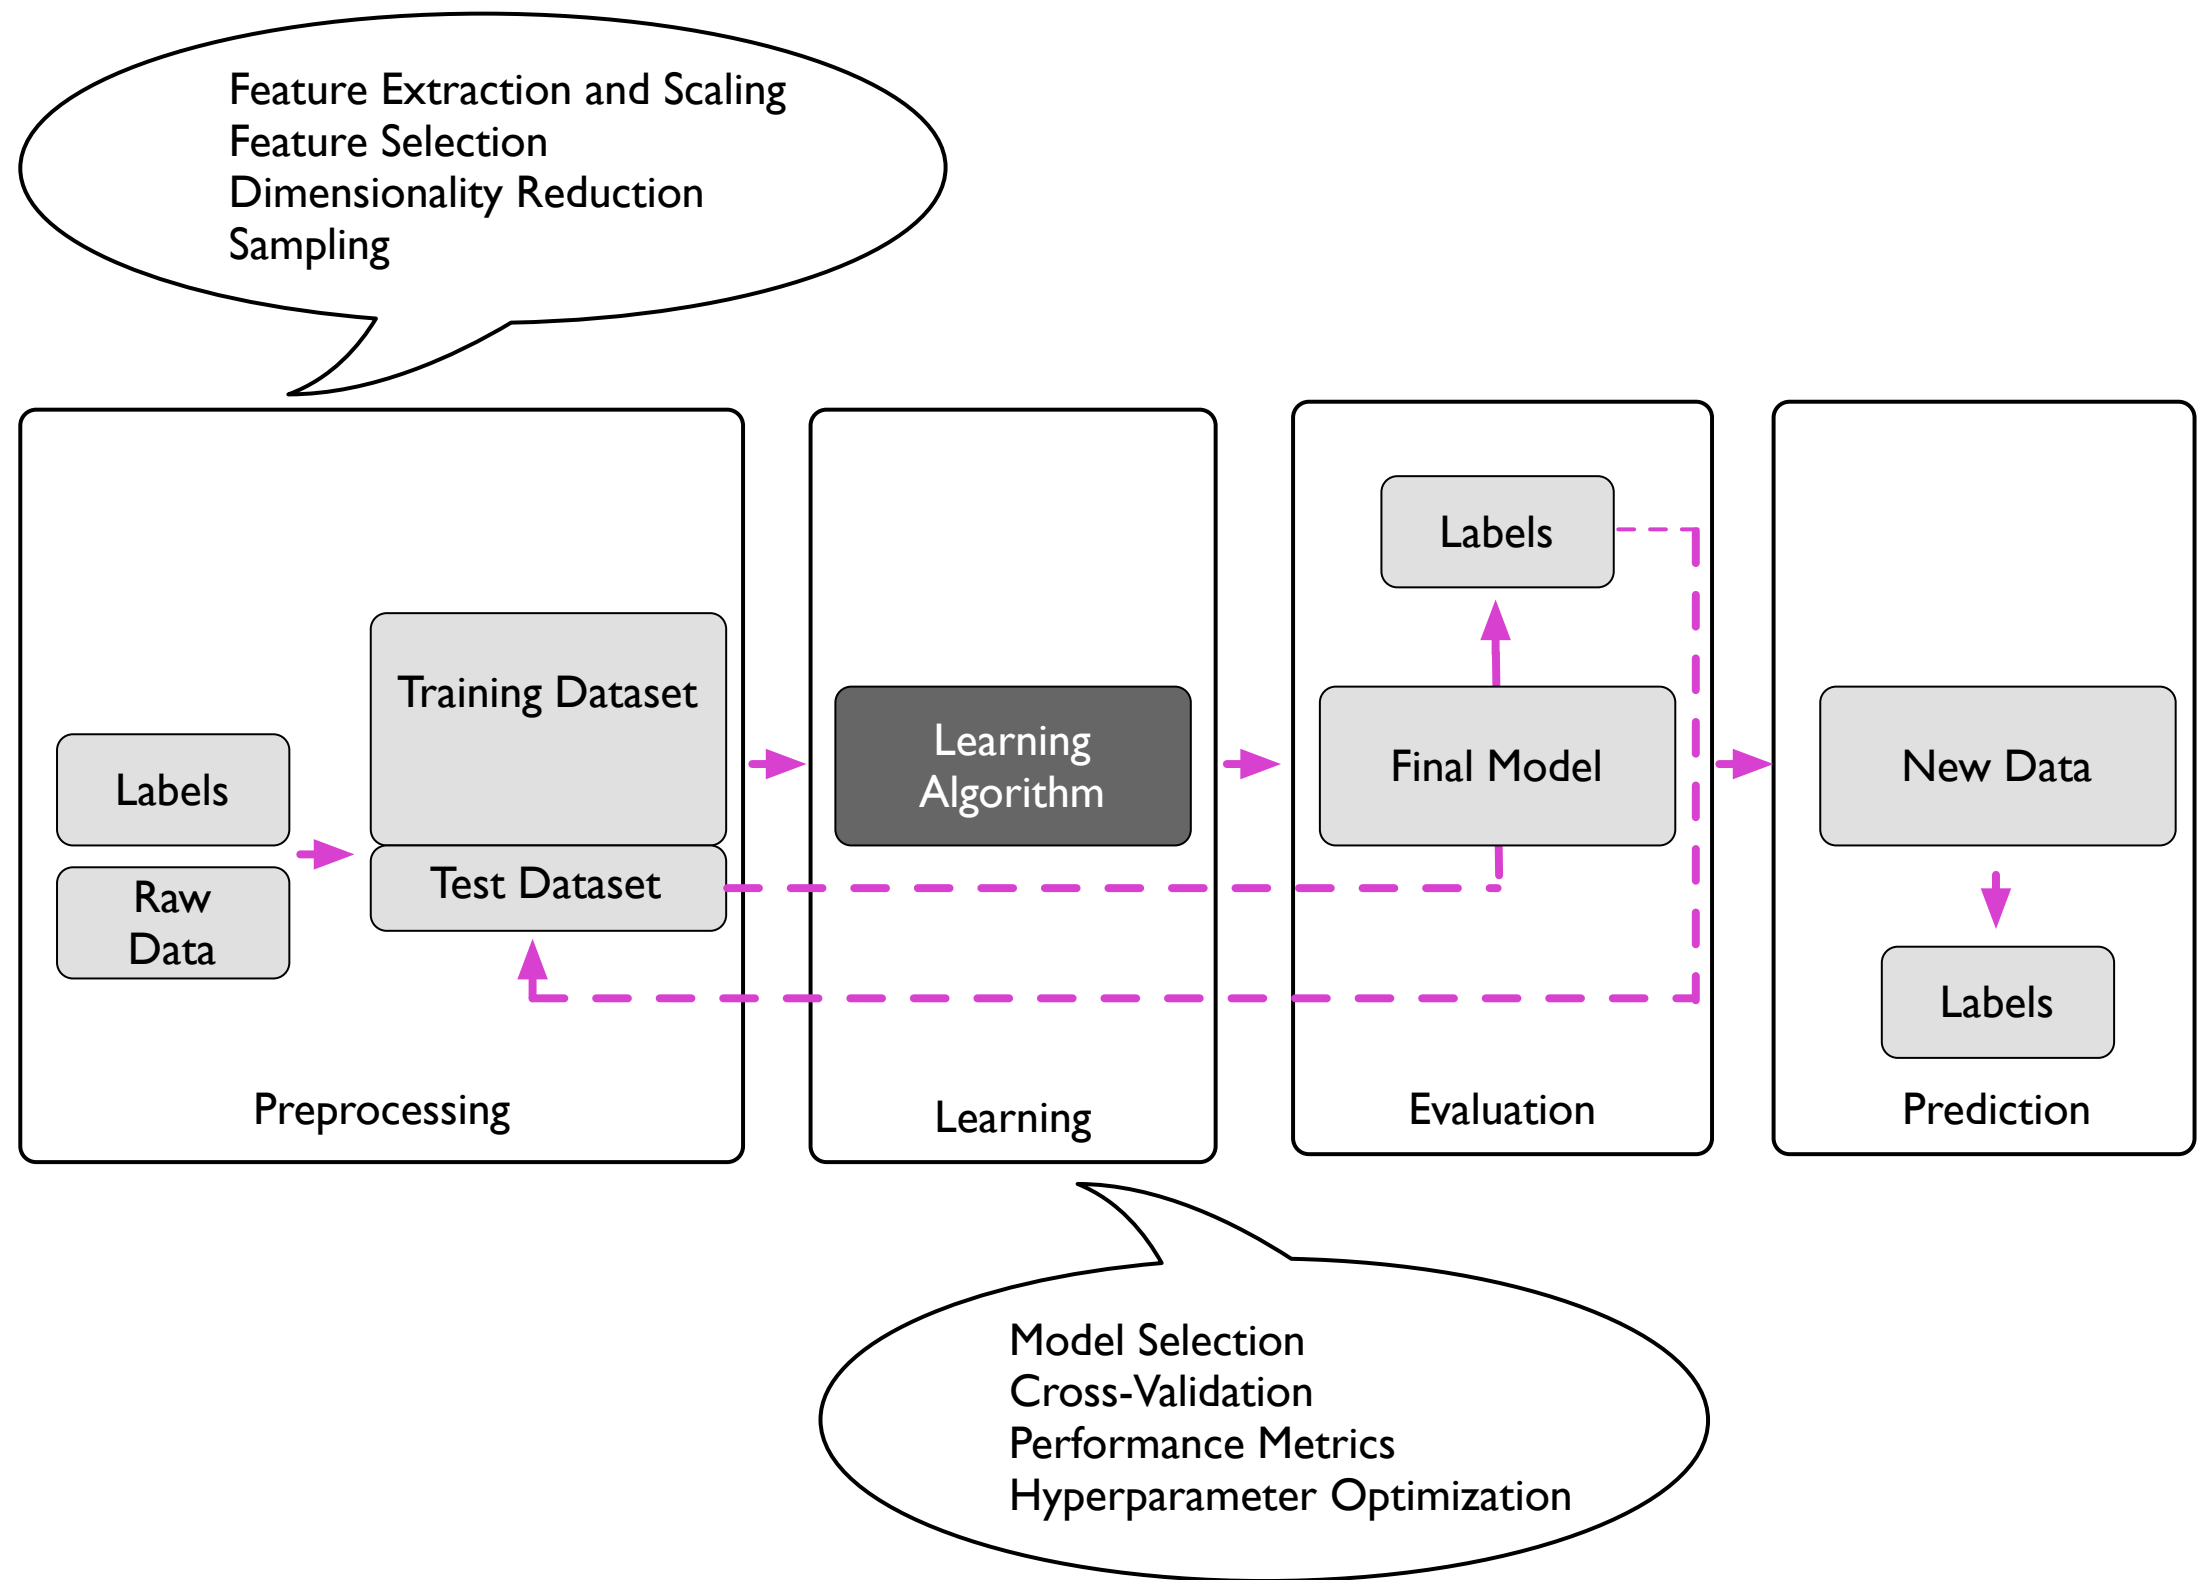 Feature Extraction and Scaling
Feature Selection
Dimensionality Reduction
Sampling
Labels
Raw
Data
Training Dataset
Test Dataset
Preprocessing
Learning
Algorithm
Learning
Labels
Final Model
Evaluation
New Data
Labels
Prediction
Model Selection
Cross-Validation
Performance Metrics
Hyperparameter Optimization